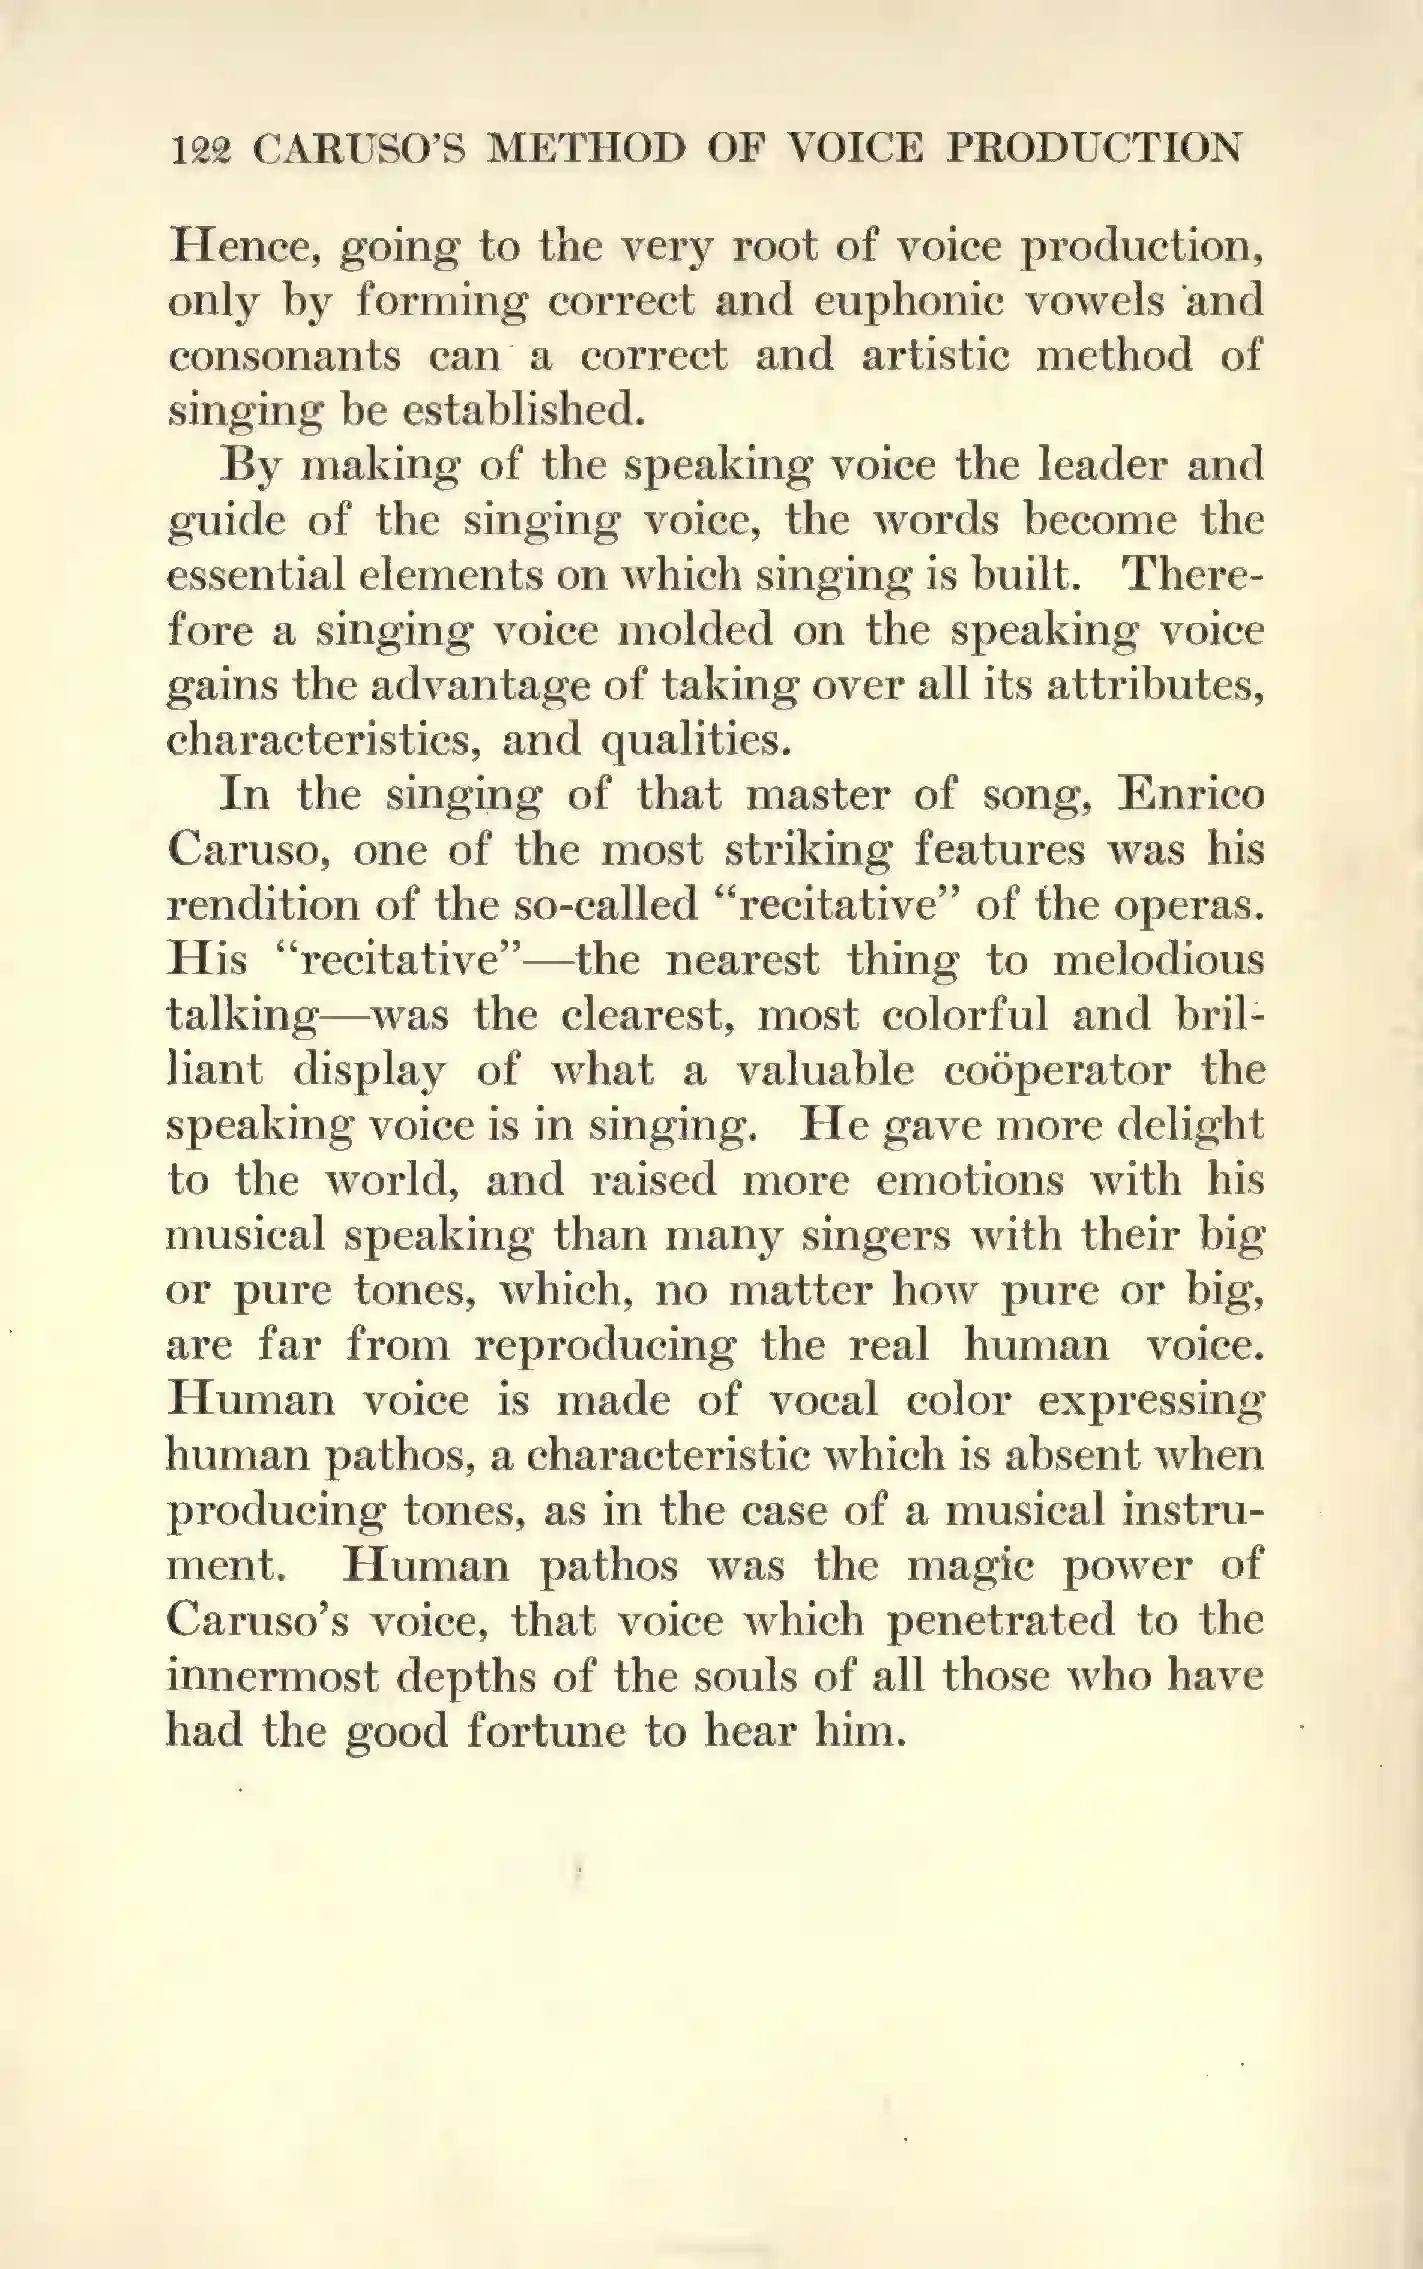 122 CARUSO'S METHOD OF VOICE PRODUCTION
Hence, going to the very root of voice production,
only by forming correct and euphonic vowels and
consonants can a correct and artistic method of
singing be established.
By making of the speaking voice the leader and
guide of the singing voice, the words become the
essential elements on which singing is built. There-
fore a singing voice molded on the speaking voice
gains the advantage of taking over all its attributes,
characteristics, and qualities.
In the singing of that master of song, Enrico
Caruso, one of the most striking features was his
rendition of the so-called “recitative” of the operas.
His “recitative”—the nearest thing to melodious
talking—was the clearest, most colorful and bril-
liant display of what a valuable coöperator the
speaking voice is in singing. He gave more delight
to the world, and raised more emotions with his
musical speaking than many singers with their big
or pure tones, which, no matter how pure or big,
are far from reproducing the real human voice.
Human voice is made of vocal color expressing
human pathos, a characteristic which is absent when
producing tones, as in the case of a musical instru-
ment. Human pathos was the magic power of
Caruso's voice, that voice which penetrated to the
innermost depths of the souls of all those who have
had the good fortune to hear him.